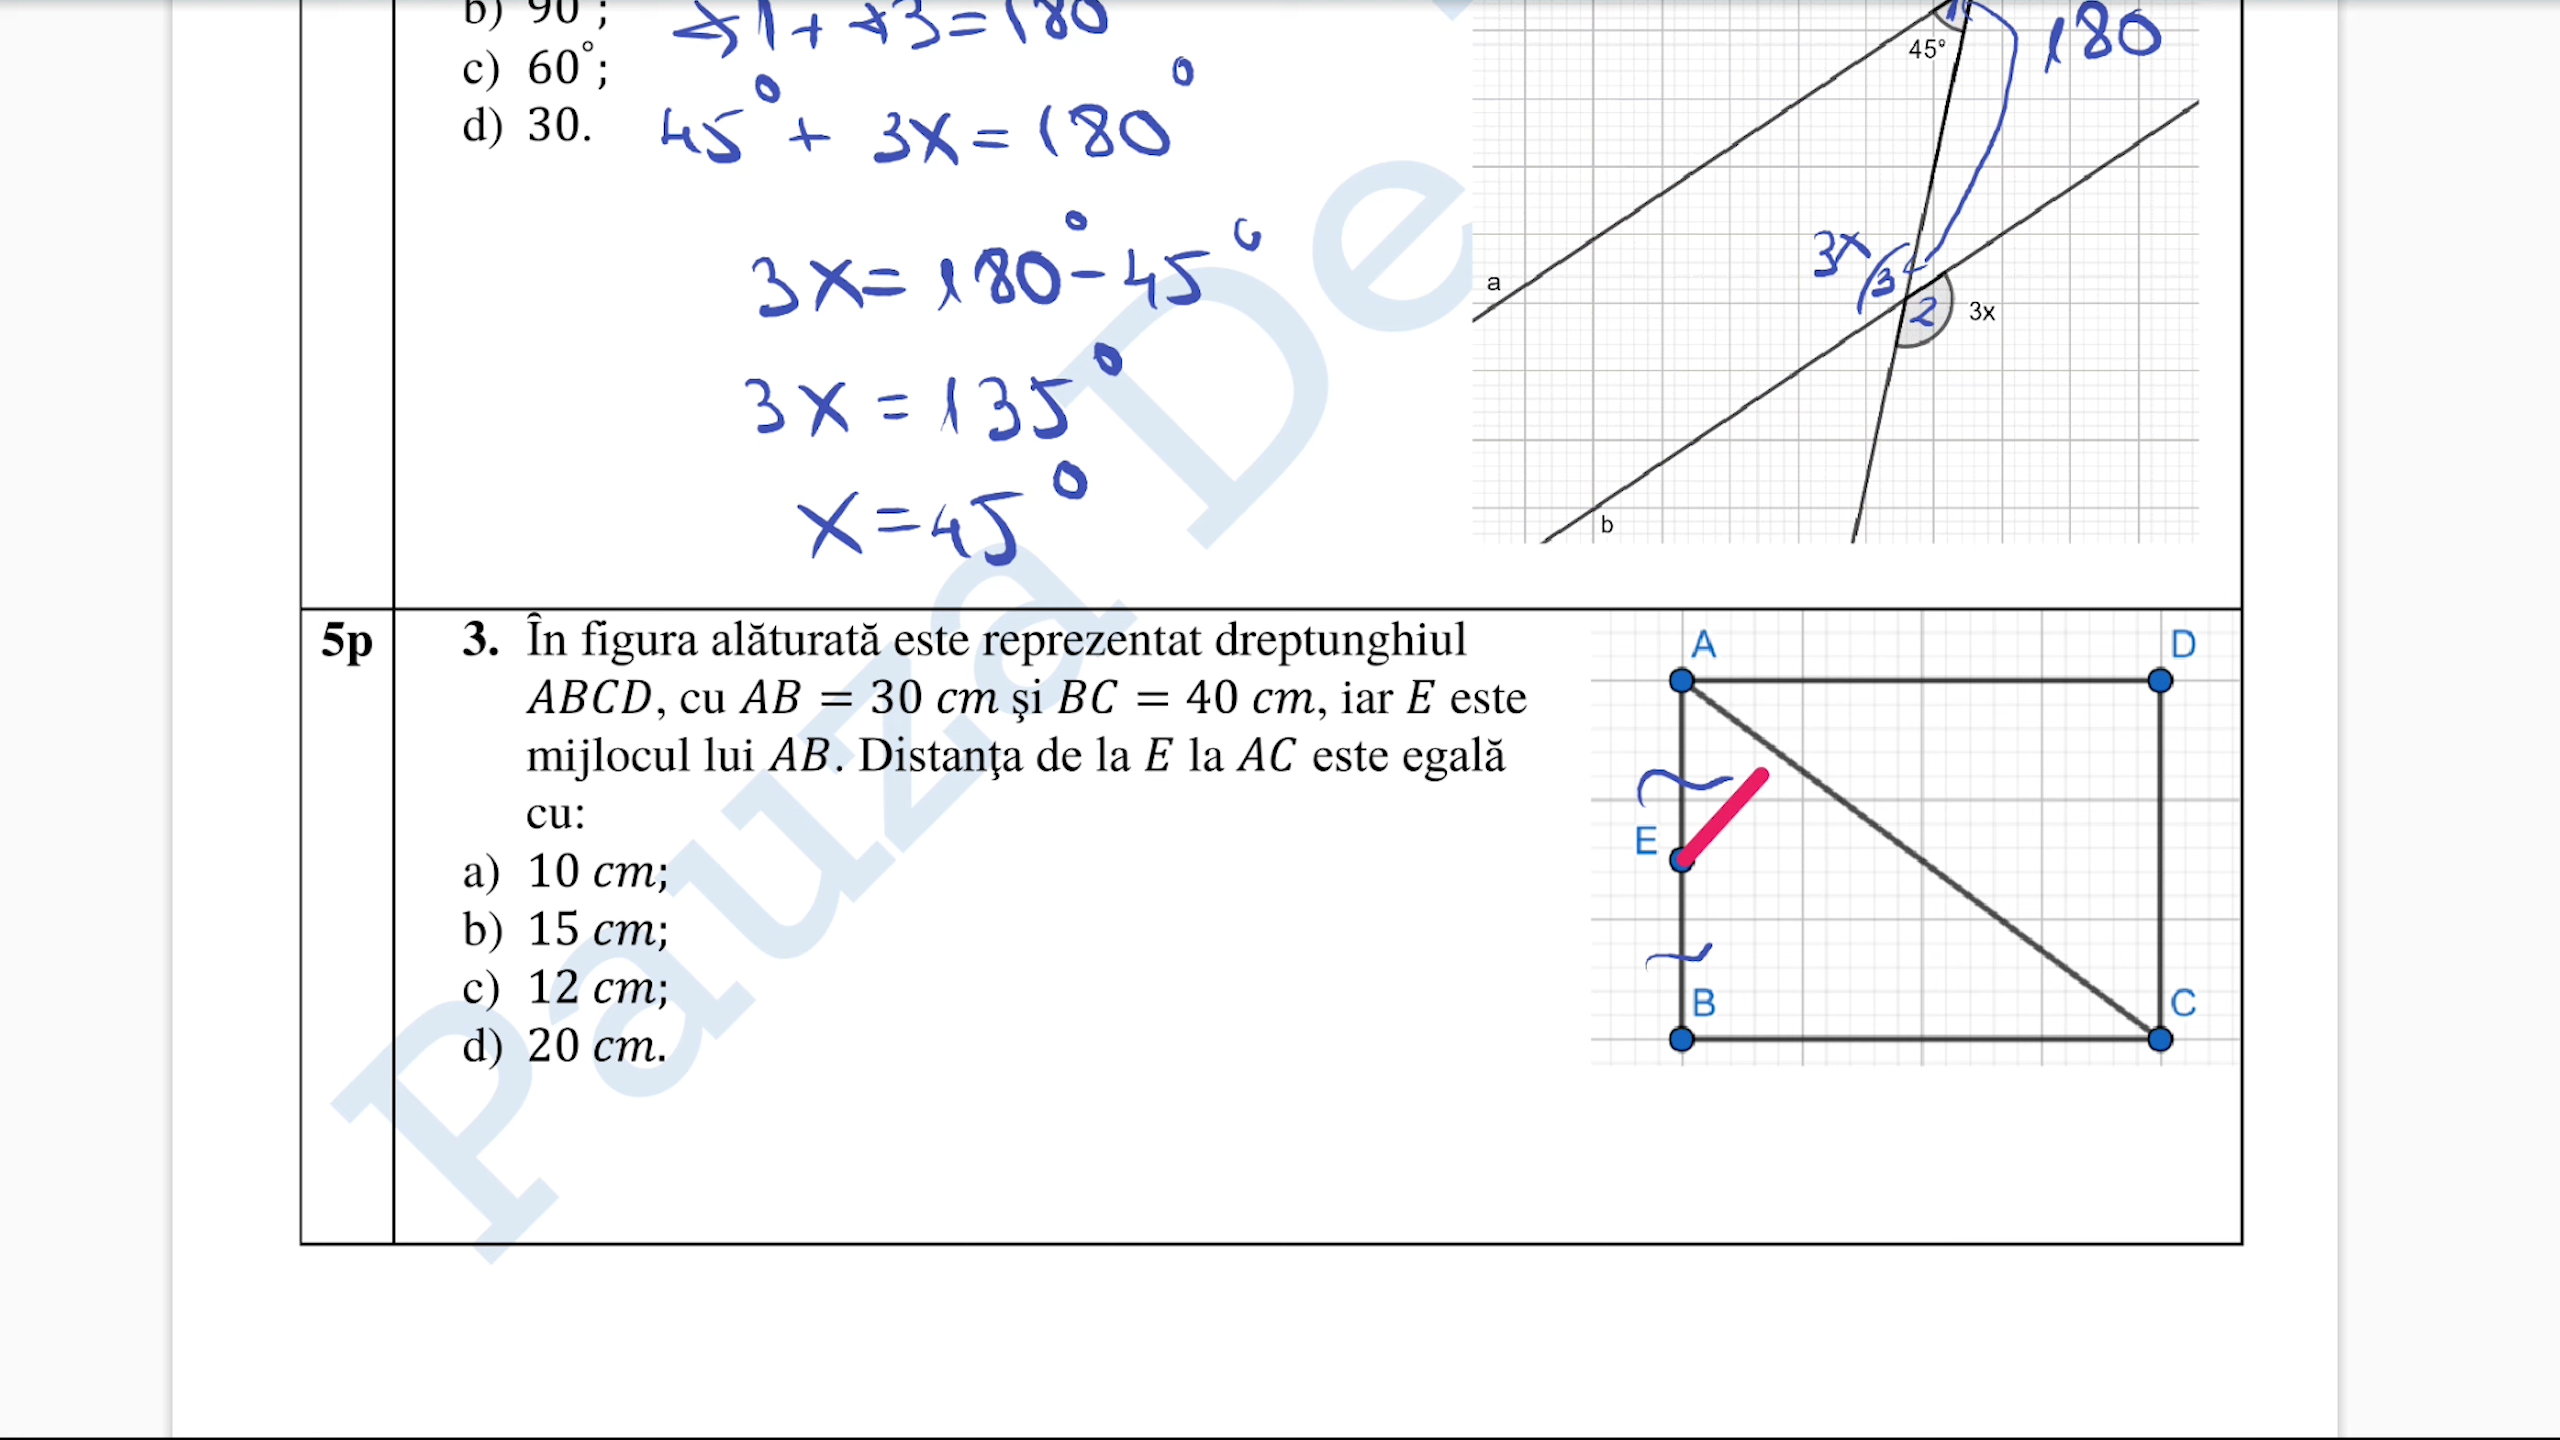 b) 90°;
∢1 + ∢3 = 180
c) 60°;
45° + 3x = 180°
d) 30.
3x = 180° - 45°
3x = 135°
x = 45°
1
45°
180
a
3x
3
2
3x
b
5p
3. În figura alăturată este reprezentat dreptunghiul
ABCD, cu AB = 30 cm şi BC = 40 cm, iar E este
mijlocul lui AB. Distanţa de la E la AC este egală
cu:
a) 10 cm;
b) 15 cm;
c) 12 cm;
d) 20 cm.
A
D
E
B
C
Pauza De